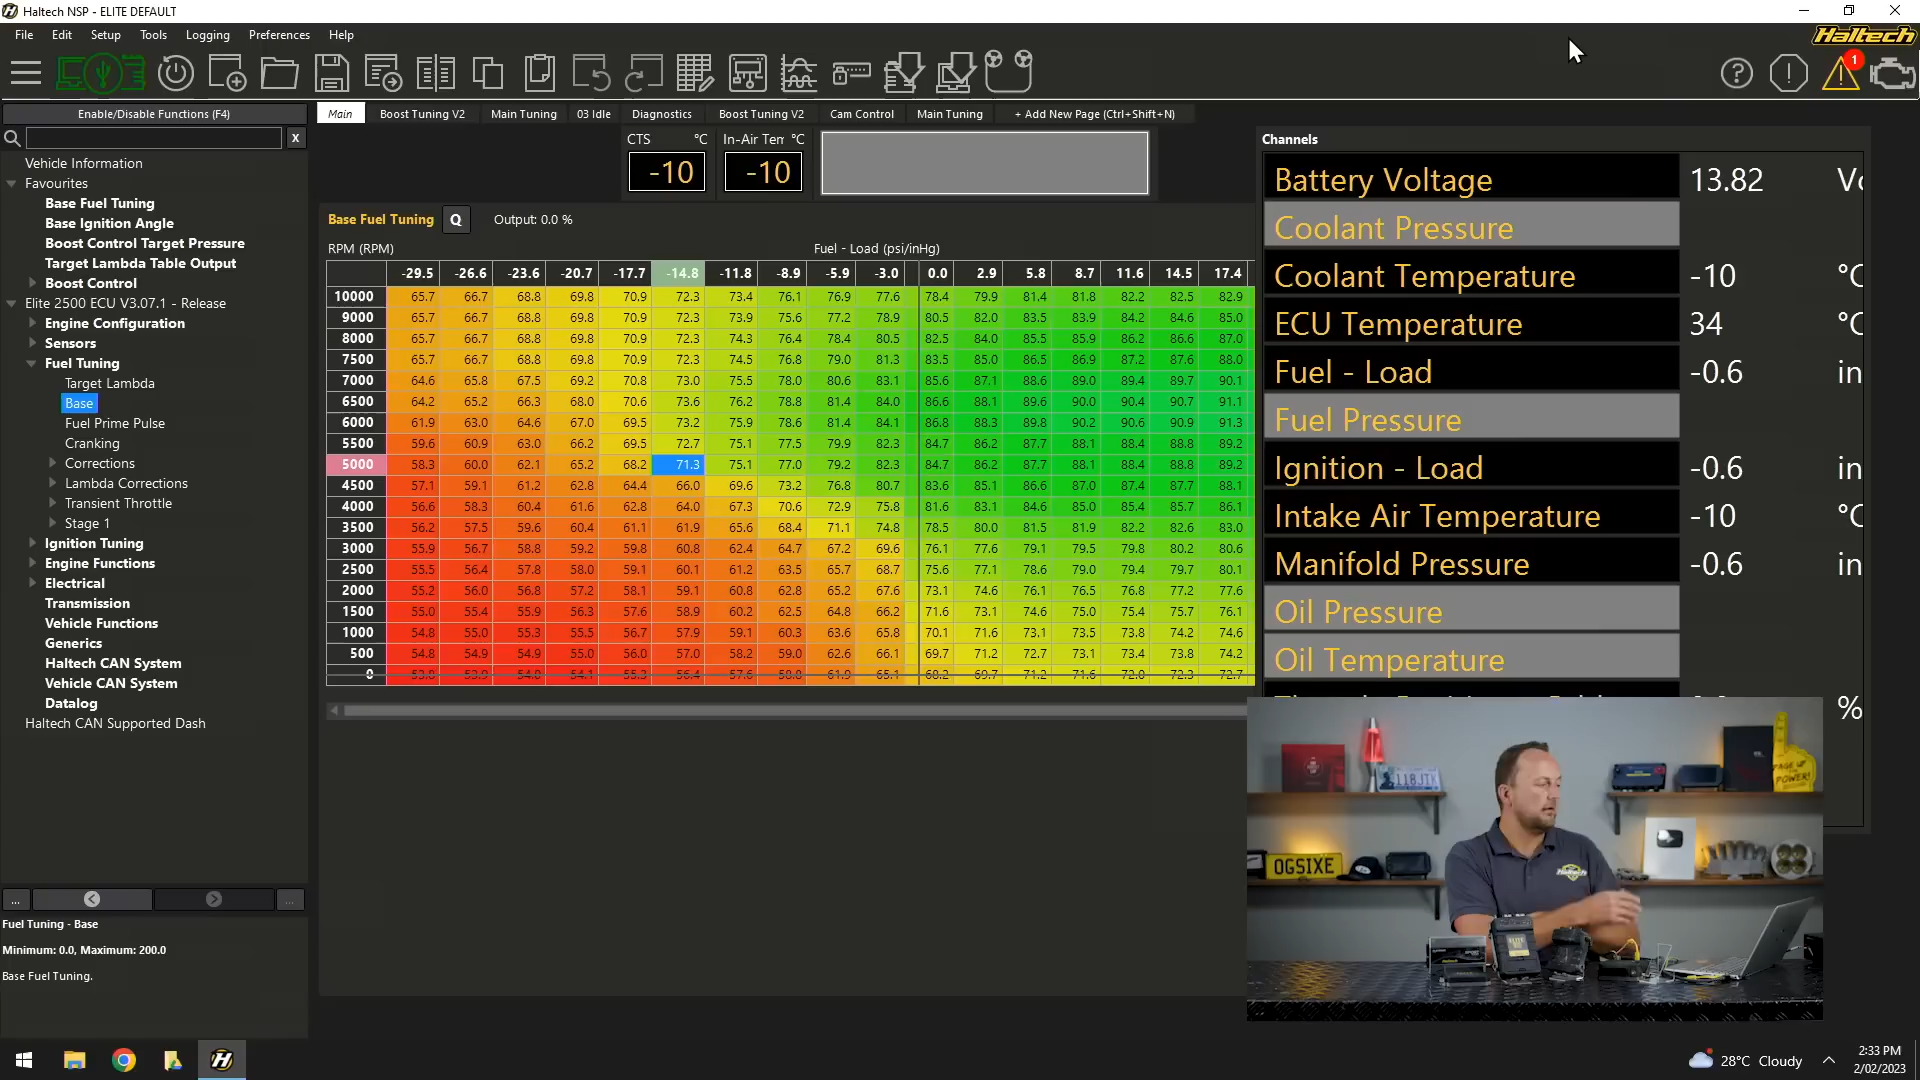 Haltech NSP - ELITE DEFAULT
File Edit Setup Tools Logging Preferences Help
Haltech
1
Enable/Disable Functions (F4)
X
Vehicle Information
Favourites
Base Fuel Tuning
Base Ignition Angle
Boost Control Target Pressure
Target Lambda Table Output
Boost Control
Elite 2500 ECU V3.07.1 - Release
Engine Configuration
Sensors
Fuel Tuning
Target Lambda
Base
Fuel Prime Pulse
Cranking
Corrections
Lambda Corrections
Transient Throttle
Stage 1
Ignition Tuning
Engine Functions
Electrical
Transmission
Vehicle Functions
Generics
Haltech CAN System
Vehicle CAN System
Datalog
Haltech CAN Supported Dash
... ...
Fuel Tuning - Base
Minimum: 0.0, Maximum: 200.0
Base Fuel Tuning.
Main Boost Tuning V2 Main Tuning 03 Idle Diagnostics Boost Tuning V2 Cam Control Main Tuning + Add New Page (Ctrl+Shift+N)
CTS °C In-Air Tem °C
-10 -10
Base Fuel Tuning Q Output: 0.0 %
RPM (RPM) Fuel - Load (psi/inHg)
-29.5 -26.6 -23.6 -20.7 -17.7 -14.8 -11.8 -8.9 -5.9 -3.0 0.0 2.9 5.8 8.7 11.6 14.5 17.4
10000 65.7 66.7 68.8 69.8 70.9 72.3 73.4 76.1 76.9 77.6 78.4 79.9 81.4 81.8 82.2 82.5 82.9
9000 65.7 66.7 68.8 69.8 70.9 72.3 73.9 75.6 77.2 78.9 80.5 82.0 83.5 83.9 84.2 84.6 85.0
8000 65.7 66.7 68.8 69.8 70.9 72.3 74.3 76.4 78.4 80.5 82.5 84.0 85.5 85.9 86.2 86.6 87.0
7500 65.7 66.7 68.8 69.8 70.9 72.3 74.5 76.8 79.0 81.3 83.5 85.0 86.5 86.9 87.2 87.6 88.0
7000 64.6 65.8 67.5 69.2 70.8 73.0 75.5 78.0 80.6 83.1 85.6 87.1 88.6 89.0 89.4 89.7 90.1
6500 64.2 65.2 66.3 68.0 70.6 73.6 76.2 78.8 81.4 84.0 86.6 88.1 89.6 90.0 90.4 90.7 91.1
6000 61.9 63.0 64.6 67.0 69.5 73.2 75.9 78.6 81.4 84.1 86.8 88.3 89.8 90.2 90.6 90.9 91.3
5500 59.6 60.9 63.0 66.2 69.5 72.7 75.1 77.5 79.9 82.3 84.7 86.2 87.7 88.1 88.4 88.8 89.2
5000 58.3 60.0 62.1 65.2 68.2 71.3 75.1 77.0 79.2 82.3 84.7 86.2 87.7 88.1 88.4 88.8 89.2
4500 57.1 59.1 61.2 62.8 64.4 66.0 69.6 73.2 76.8 80.7 83.6 85.1 86.6 87.0 87.4 87.7 88.1
4000 56.6 58.3 60.4 61.6 62.8 64.0 67.3 70.6 72.9 75.8 81.6 83.1 84.6 85.0 85.4 85.7 86.1
3500 56.2 57.5 59.6 60.4 61.1 61.9 65.6 68.4 71.1 74.8 78.5 80.0 81.5 81.9 82.2 82.6 83.0
3000 55.9 56.7 58.8 59.2 59.8 60.8 62.4 64.7 67.2 69.6 76.1 77.6 79.1 79.5 79.8 80.2 80.6
2500 55.5 56.4 57.8 58.0 59.1 60.1 61.2 63.5 65.7 68.7 75.6 77.1 78.6 79.0 79.4 79.7 80.1
2000 55.2 56.0 56.8 57.2 58.1 59.1 60.8 62.8 65.2 67.6 73.1 74.6 76.1 76.5 76.8 77.2 77.6
1500 55.0 55.4 55.9 56.3 57.6 58.9 60.2 62.5 64.8 66.2 71.6 73.1 74.6 75.0 75.4 75.7 76.1
1000 54.8 55.0 55.3 55.5 56.7 57.9 59.1 60.3 63.6 65.8 70.1 71.6 73.1 73.5 73.8 74.2 74.6
500 54.8 54.9 54.9 55.0 56.0 57.0 58.2 59.0 62.6 66.1 69.7 71.2 72.7 73.1 73.4 73.8 74.2
0 53.8 53.9 54.0 54.1 55.3 56.4 57.6 58.8 61.9 65.1 68.2 69.7 71.2 71.6 72.0 72.3 72.7
Channels
Battery Voltage 13.82
Coolant Pressure
Coolant Temperature -10 °C
ECU Temperature 34 °C
Fuel - Load -0.6 in
Fuel Pressure
Ignition - Load -0.6 in
Intake Air Temperature -10 °C
Manifold Pressure -0.6 in
Oil Pressure
Oil Temperature
%
118JTK
OGSIXE
POWER!
28°C Cloudy
2:33 PM
2/02/2023